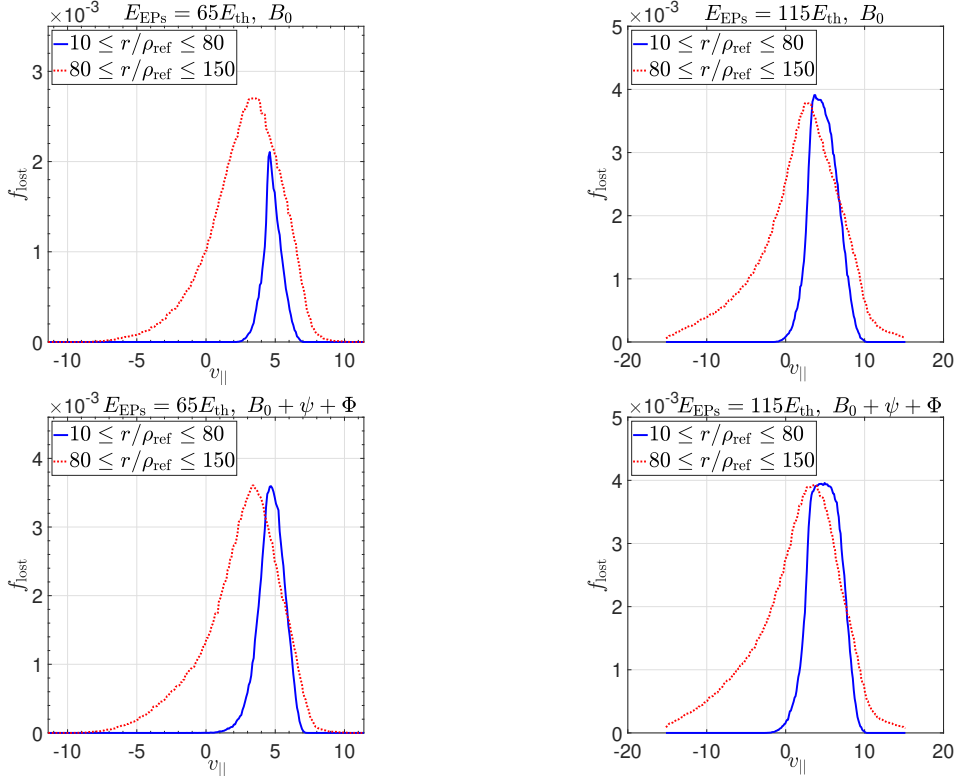 E_EPs = 65E_th, B_0
×10^-3
10 ≤ r/ρ_ref ≤ 80
80 ≤ r/ρ_ref ≤ 150
3
2
1
0
f_lost
-10 -5 0 5 10
v_||
E_EPs = 115E_th, B_0
×10^-3
10 ≤ r/ρ_ref ≤ 80
80 ≤ r/ρ_ref ≤ 150
5
4
3
2
1
0
f_lost
-20 -10 0 10 20
v_||
×10^-3 E_EPs = 65E_th, B_0 + ψ + Φ
10 ≤ r/ρ_ref ≤ 80
80 ≤ r/ρ_ref ≤ 150
4
3
2
1
0
f_lost
-10 -5 0 5 10
v_||
×10^-3 E_EPs = 115E_th, B_0 + ψ + Φ
10 ≤ r/ρ_ref ≤ 80
80 ≤ r/ρ_ref ≤ 150
5
4
3
2
1
0
f_lost
-20 -10 0 10 20
v_||